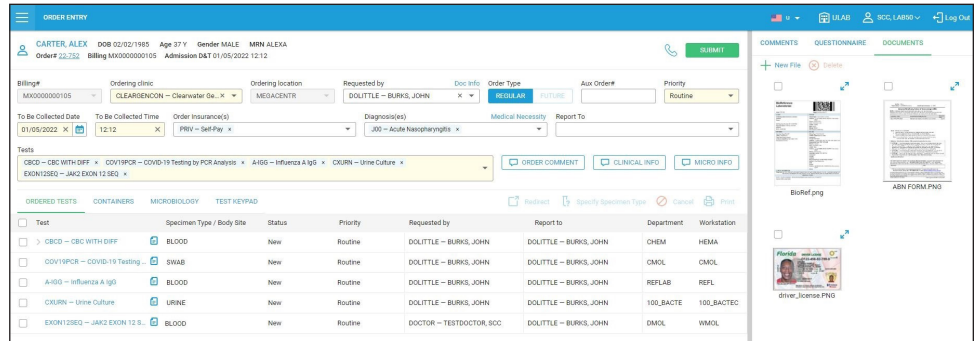 ORDER ENTRY
u
ULAB
SCC, LAB50
Log Out
CARTER, ALEX DOB 02/02/1985 Age 37 Y Gender MALE MRN ALEXA
Order# 22-752 Billing MX0000000105 Admission D&T 01/05/2022 12:12
SUBMIT
Billing# Ordering clinic Ordering location Requested by Doc Info Order Type Aux Order# Priority
MX0000000105 CLEARGENCON – Clearwater Ge... × MEGACENTR DOLITTLE – BURKS, JOHN × REGULAR FUTURE Routine
To Be Collected Date To Be Collected Time Order Insurance(s) Diagnosis(es) Medical Necessity Report To
01/05/2022 × 12:12 × PRIV – Self-Pay × J00 – Acute Nasopharyngitis ×
Tests
CBCD – CBC WITH DIFF × COV19PCR – COVID-19 Testing by PCR Analysis × A-IGG – Influenza A IgG × CXURN – Urine Culture ×
EXON12SEQ – JAK2 EXON 12 SEQ ×
ORDER COMMENT CLINICAL INFO MICRO INFO
ORDERED TESTS CONTAINERS MICROBIOLOGY TEST KEYPAD Redirect Specify Specimen Type Cancel Print
Test Specimen Type / Body Site Status Priority Requested by Report to Department Workstation
CBCD – CBC WITH DIFF BLOOD New Routine DOLITTLE – BURKS, JOHN DOLITTLE – BURKS, JOHN CHEM HEMA
COV19PCR – COVID-19 Testing ... SWAB New Routine DOLITTLE – BURKS, JOHN DOLITTLE – BURKS, JOHN CMOL CMOL
A-IGG – Influenza A IgG BLOOD New Routine DOLITTLE – BURKS, JOHN DOLITTLE – BURKS, JOHN REFLAB REFL
CXURN – Urine Culture URINE New Routine DOLITTLE – BURKS, JOHN DOLITTLE – BURKS, JOHN 100_BACTE 100_BACTEC
EXON12SEQ – JAK2 EXON 12 S... BLOOD New Routine DOCTOR – TESTDOCTOR, SCC DOLITTLE – BURKS, JOHN DMOL WMOL
COMMENTS QUESTIONNAIRE DOCUMENTS
New File Delete
BioRef.png
ABN FORM.PNG
Florida
driver_license.PNG